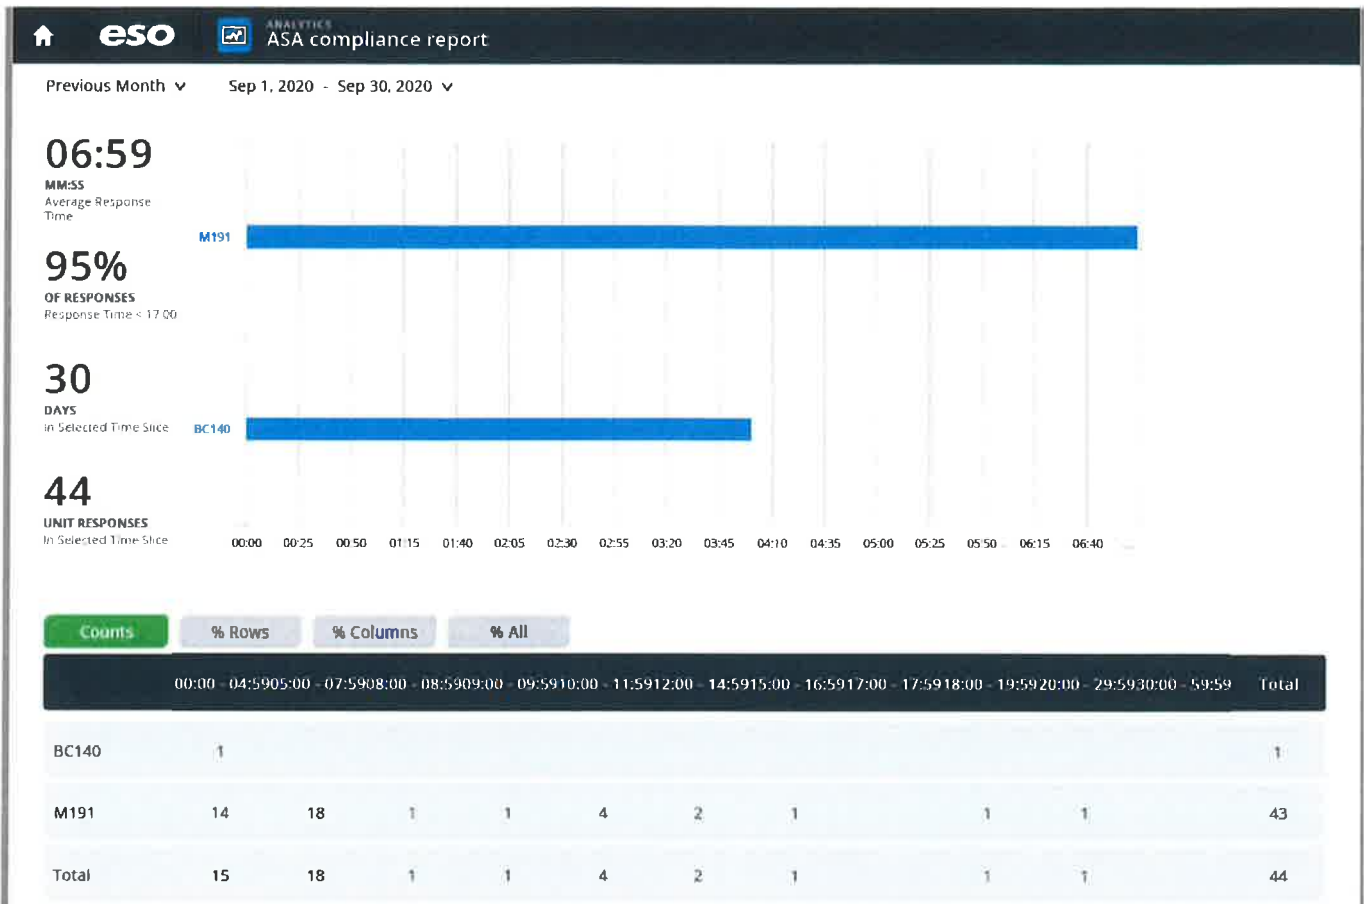 eso
ANALYTICS
ASA compliance report
Previous Month
Sep 1, 2020 - Sep 30, 2020
06:59
MM:SS
Average Response
Time
M191
95%
OF RESPONSES
Response Time < 17:00
30
DAYS
In Selected Time Slice
BC140
44
UNIT RESPONSES
In Selected Time Slice
00:00 00:25 00:50 01:15 01:40 02:05 02:30 02:55 03:20 03:45 04:10 04:35 05:00 05:25 05:50 06:15 06:40
Counts % Rows % Columns % All
00:00 - 04:5905:00 - 07:5908:00 - 08:5909:00 - 09:5910:00 - 11:5912:00 - 14:5915:00 - 16:5917:00 - 17:5918:00 - 19:5920:00 - 29:5930:00 - 59:59 Total
BC140 1 1
M191 14 18 1 1 4 2 1 1 1 43
Total 15 18 1 1 4 2 1 1 1 44